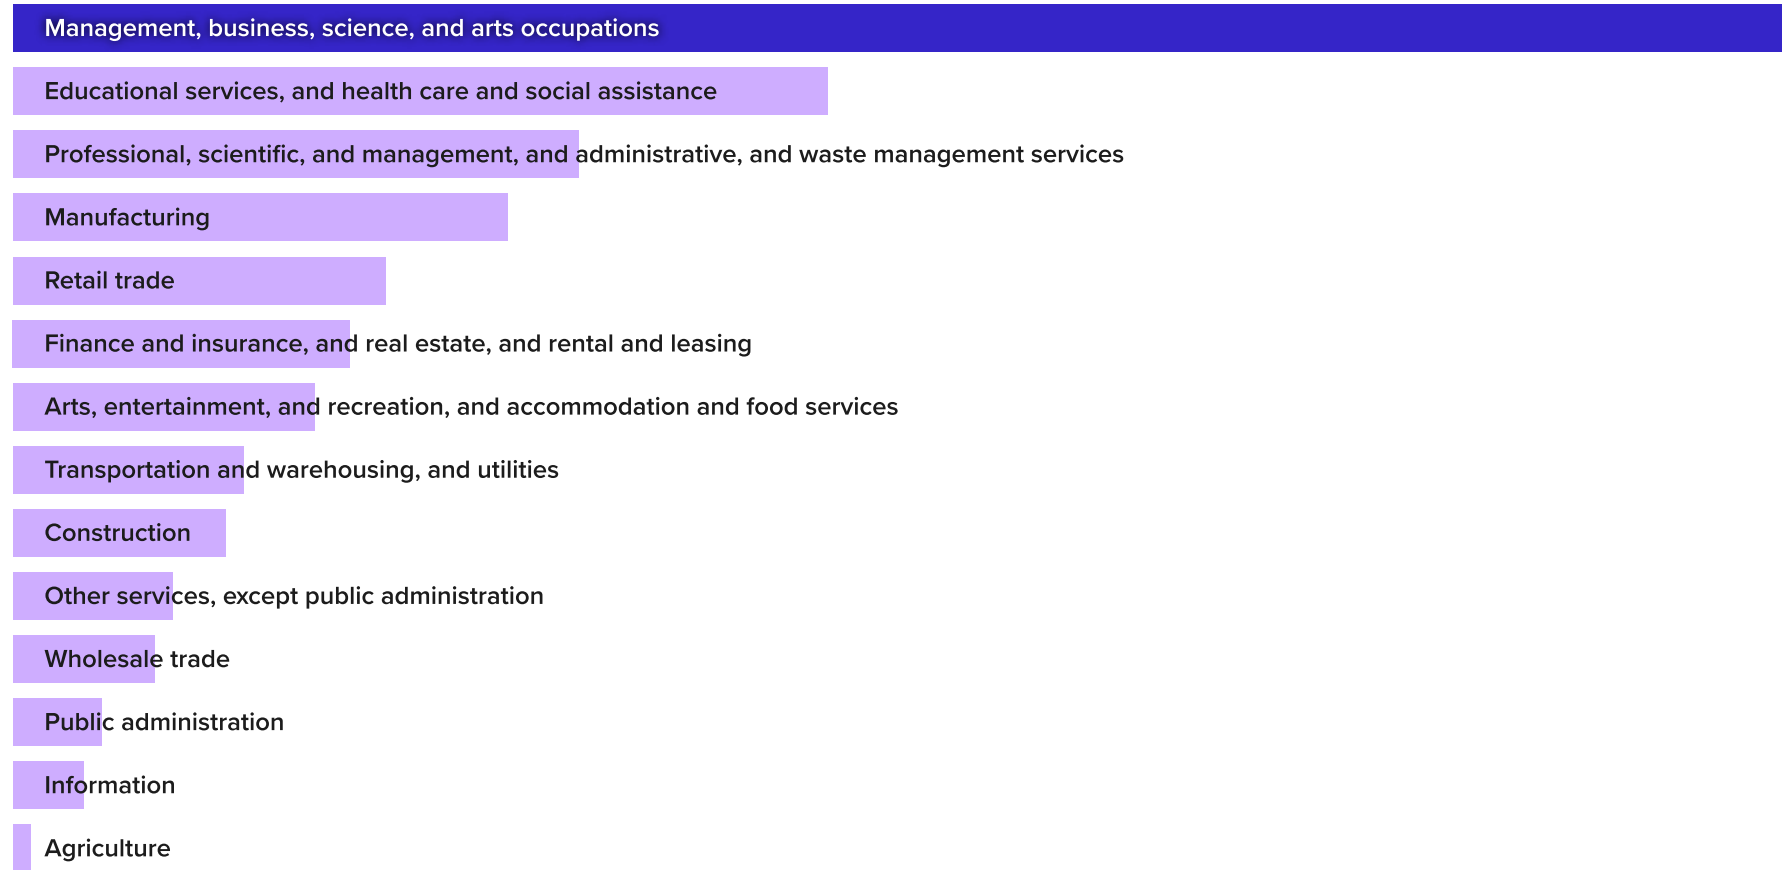 Management, business, science, and arts occupations
Educational services, and health care and social assistance
Professional, scientific, and management, and administrative, and waste management services
Manufacturing
Retail trade
Finance and insurance, and real estate, and rental and leasing
Arts, entertainment, and recreation, and accommodation and food services
Transportation and warehousing, and utilities
Construction
Other services, except public administration
Wholesale trade
Public administration
Information
Agriculture